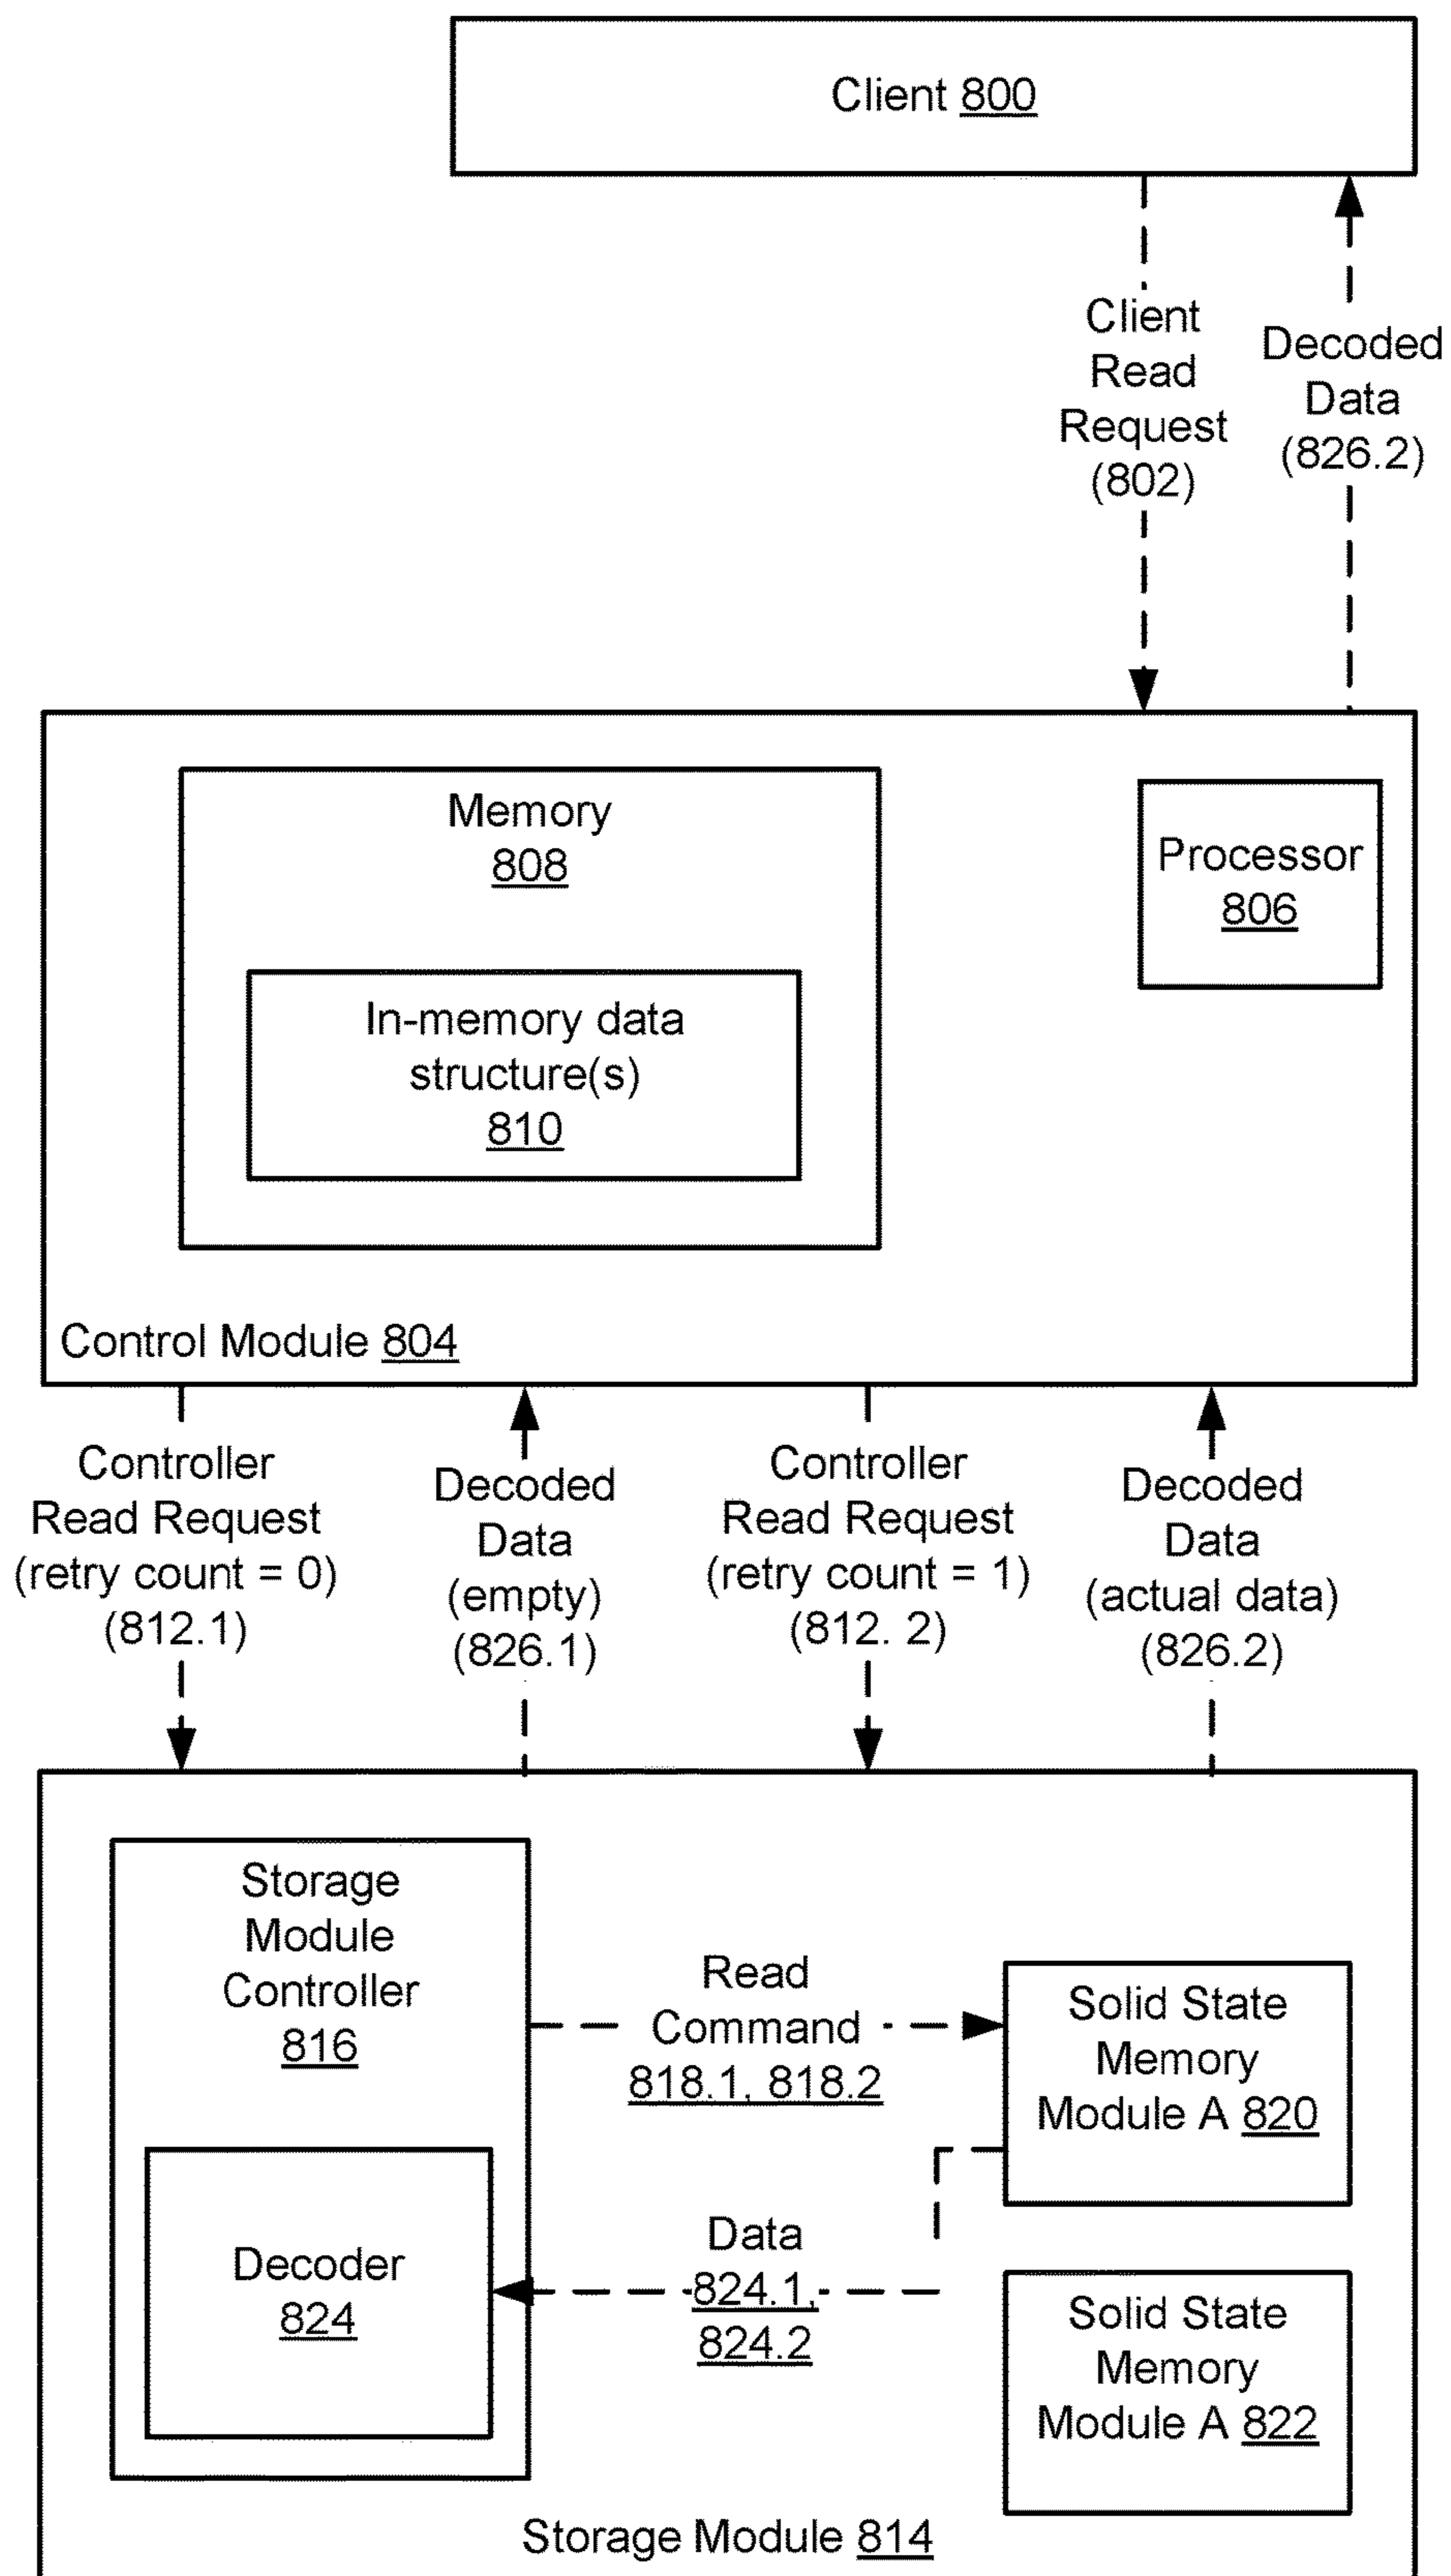 Client 800
Client
Read
Request
(802)
Decoded
Data
(826.2)
Memory
808
Processor
806
In-memory data
structure(s)
810
Control Module 804
Controller
Read Request
(retry count = 0)
(812.1)
Decoded
Data
(empty)
(826.1)
Controller
Read Request
(retry count = 1)
(812. 2)
Decoded
Data
(actual data)
(826.2)
Storage
Module
Controller
816
Read
Command
818.1, 818.2
Solid State
Memory
Module A 820
Decoder
824
Data
824.1,
824.2
Solid State
Memory
Module A 822
Storage Module 814